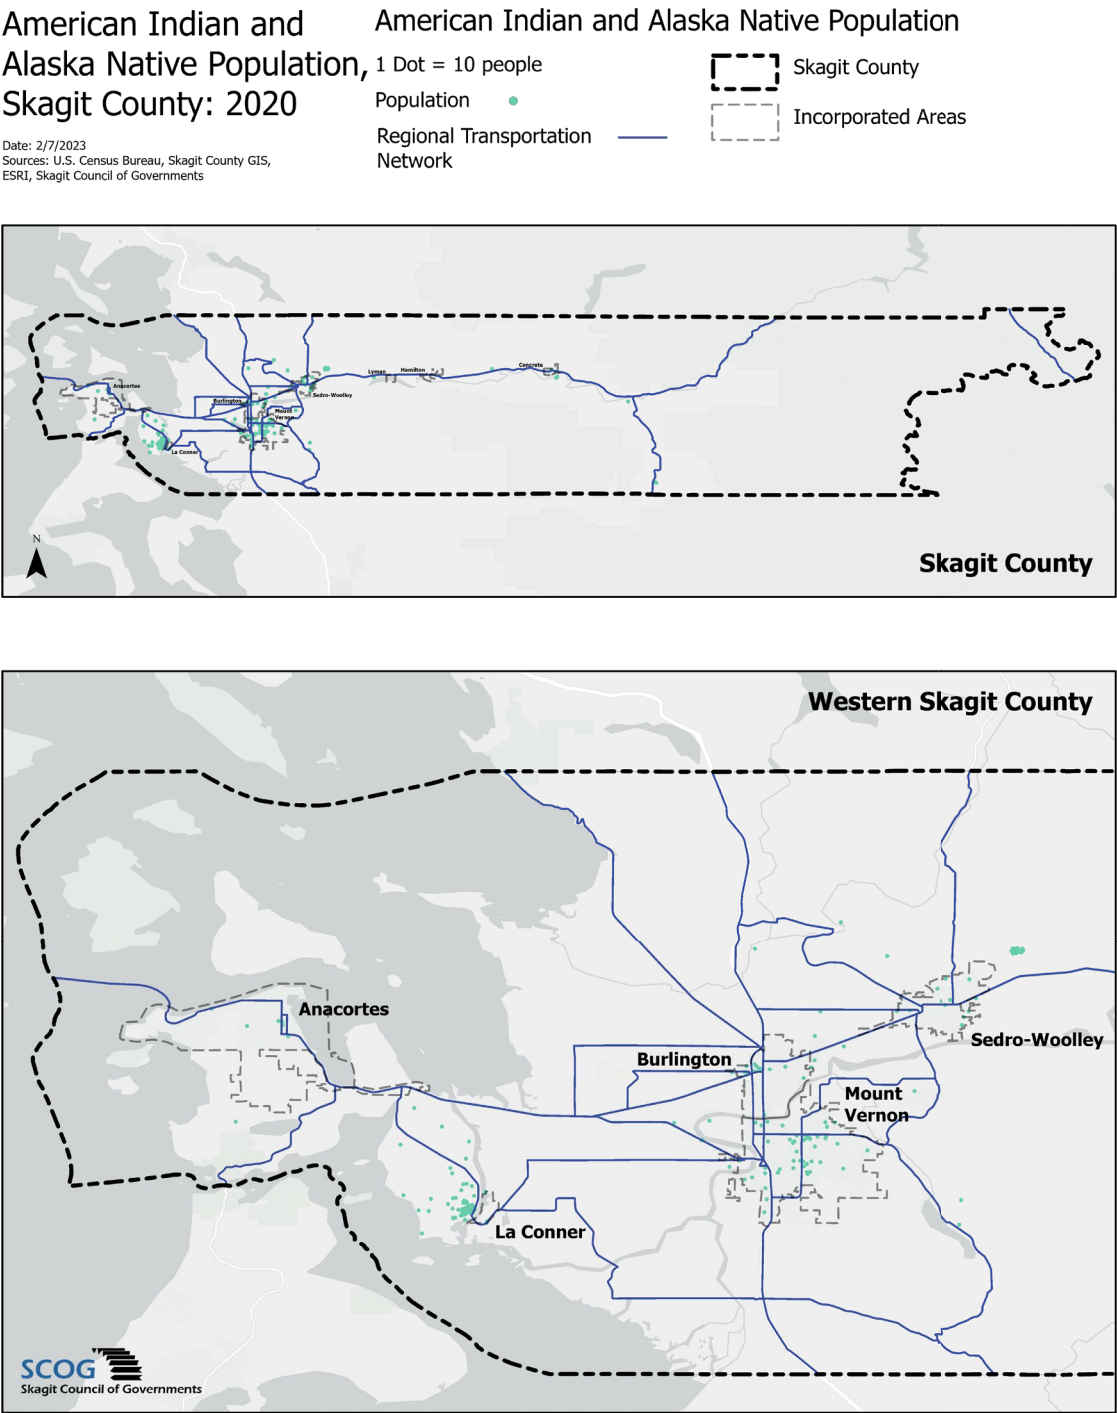 American Indian and
Alaska Native Population,
Skagit County: 2020
Date: 2/7/2023
Sources: U.S. Census Bureau, Skagit County GIS,
ESRI, Skagit Council of Governments
American Indian and Alaska Native Population
1 Dot = 10 people
Population
Regional Transportation
Network
Skagit County
Incorporated Areas
Anacortes
Burlington
Mount
Vernon
La Conner
Sedro-Woolley
Lyman
Hamilton
Concrete
N
Skagit County
Western Skagit County
Anacortes
Burlington
Sedro-Woolley
Mount
Vernon
La Conner
SCOG
Skagit Council of Governments